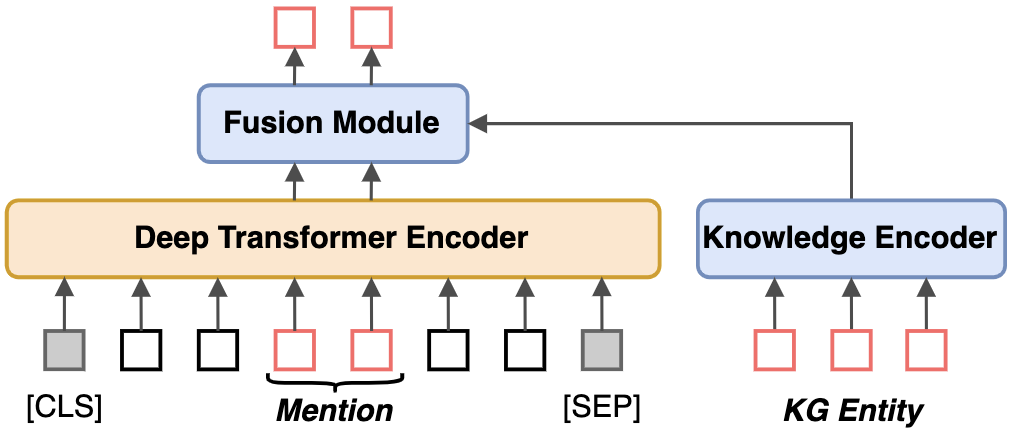 Fusion Module
Deep Transformer Encoder
Knowledge Encoder
[CLS]
Mention
[SEP]
KG Entity